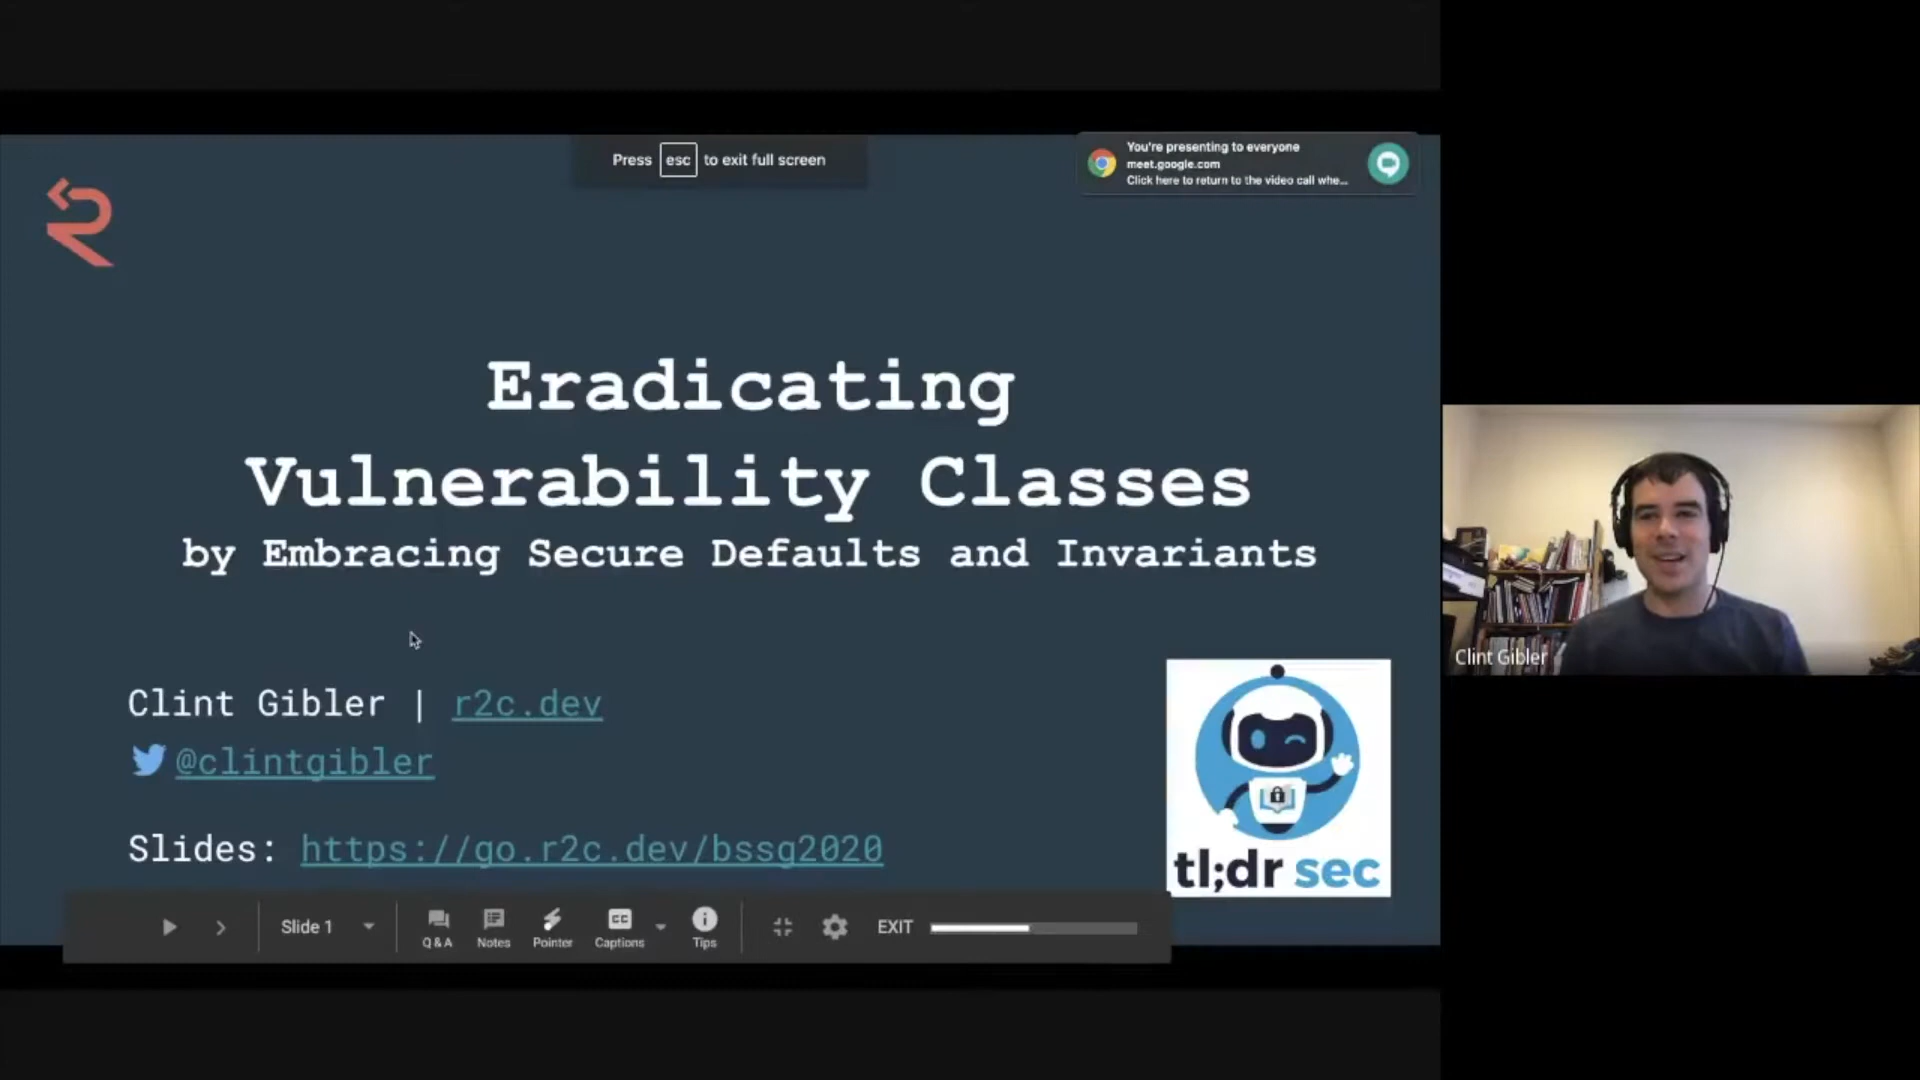 Press esc to exit full screen
You're presenting to everyone
meet.google.com
Click here to return to the video call whe...
Eradicating
Vulnerability Classes
by Embracing Secure Defaults and Invariants
Clint Gibler | r2c.dev
@clintgibler
Slides: https://go.r2c.dev/bssg2020
tl;dr sec
Slide 1
Q&A
Notes
Pointer
CC
Captions
Tips
EXIT
Clint Gibler